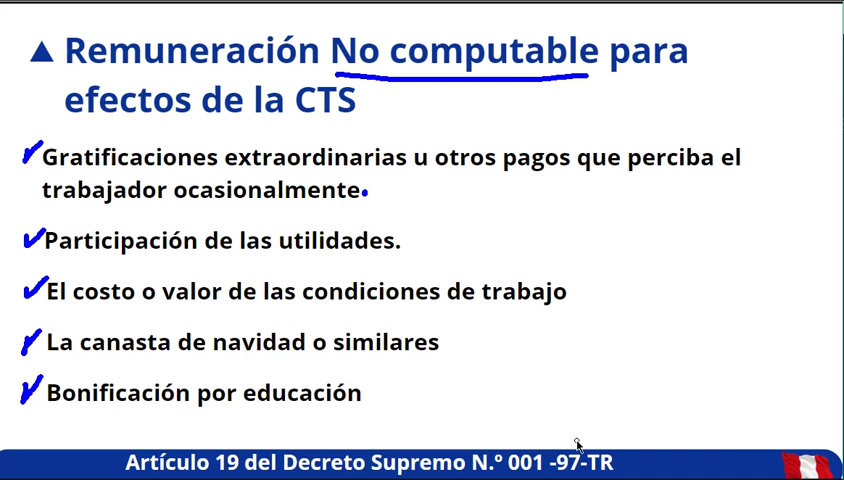 Remuneración No computable para
efectos de la CTS
Gratificaciones extraordinarias u otros pagos que perciba el
trabajador ocasionalmente.
Participación de las utilidades.
El costo o valor de las condiciones de trabajo
La canasta de navidad o similares
Bonificación por educación
Artículo 19 del Decreto Supremo N.º 001 -97-TR